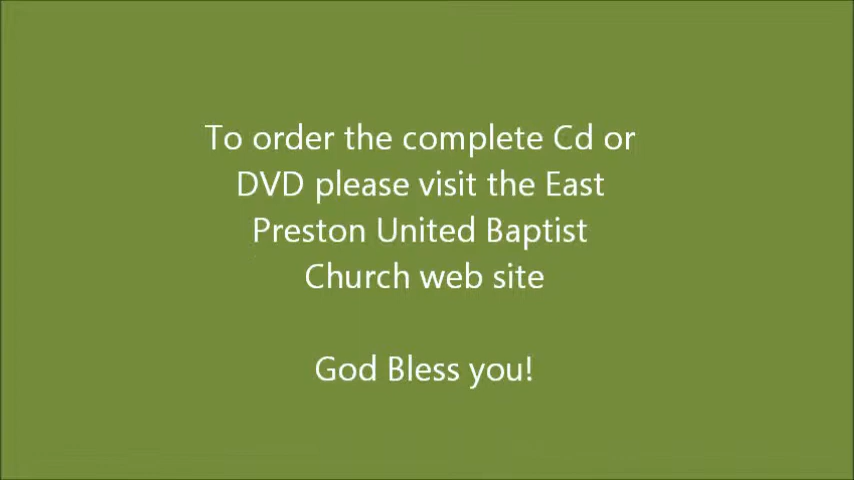 To order the complete Cd or
DVD please visit the East
Preston United Baptist
Church web site
God Bless you!